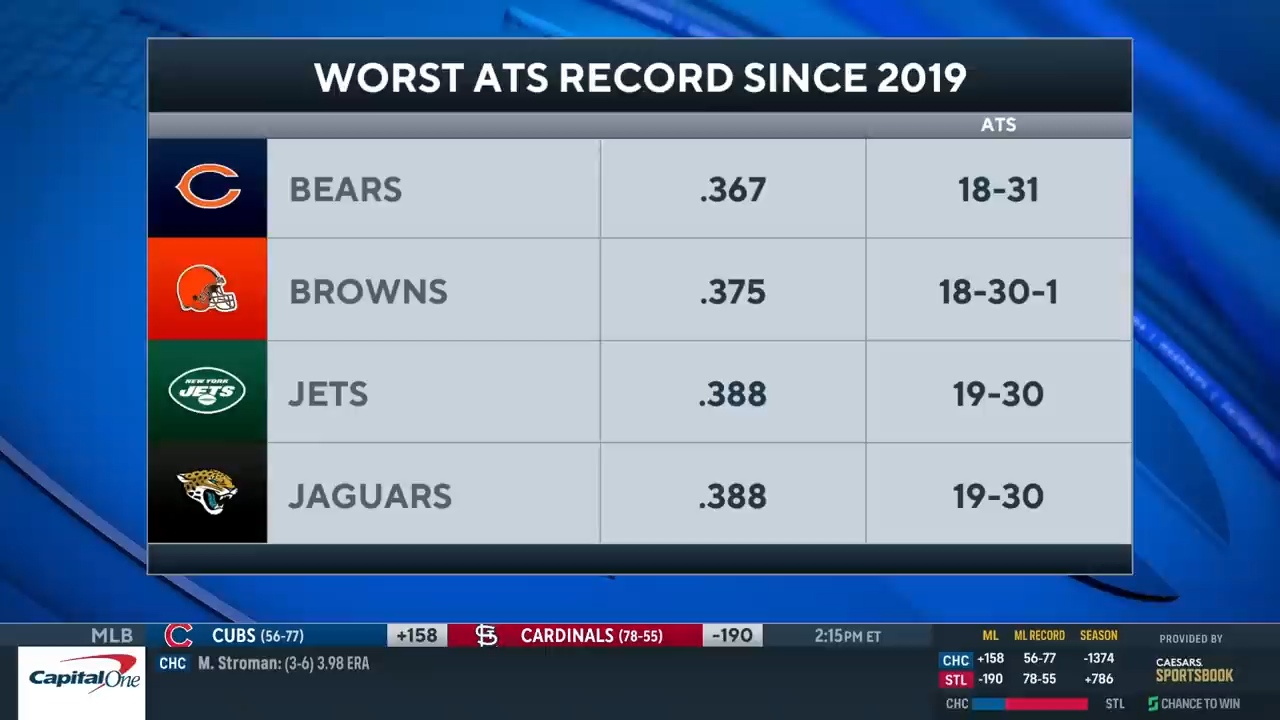 WORST ATS RECORD SINCE 2019
ATS
BEARS .367 18-31
BROWNS .375 18-30-1
NEW YORK
JETS
JETS .388 19-30
JAGUARS .388 19-30
MLB CUBS (56-77) +158 CARDINALS (78-55) -190 2:15PM ET
CHC M. Stroman: (3-6) 3.98 ERA
Capital One
ML ML RECORD SEASON
CHC +158 56-77 -1374
STL -190 78-55 +786
CHC STL
PROVIDED BY
CAESARS
SPORTSBOOK
CHANCE TO WIN